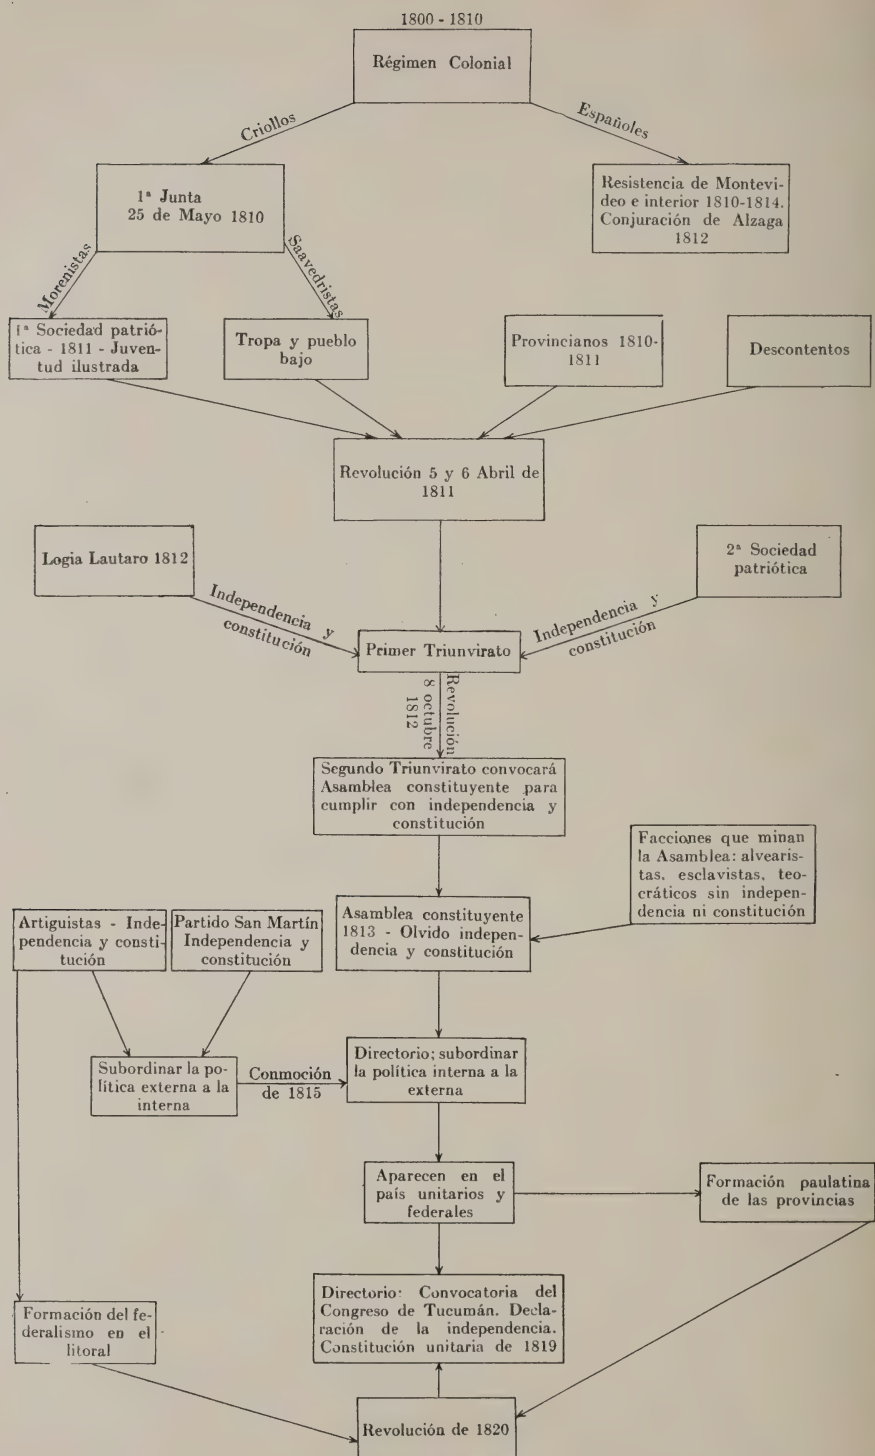 1800 - 1810
Régimen Colonial
Criollos
Españoles
1ª Junta
25 de Mayo 1810
Resistencia de Montevi-
deo e interior 1810-1814.
Conjuración de Alzaga
1812
Morenistas
Saavedristas
1ª Sociedad patrió-
tica - 1811 - Juven-
tud ilustrada
Tropa y pueblo
bajo
Provincianos 1810-
1811
Descontentos
Revolución 5 y 6 Abril de
1811
Logia Lautaro 1812
2ª Sociedad
patriótica
Independencia y
constitución
Independencia y
constitución
Primer Triunvirato
Revolución
8 octubre
1812
Segundo Triunvirato convocará
Asamblea constituyente para
cumplir con independencia y
constitución
Facciones que minan
la Asamblea: alvearis-
tas, esclavistas, teo-
cráticos sin indepen-
dencia ni constitución
Artiguistas - Inde-
pendencia y consti-
tución
Partido San Martín
Independencia y
constitución
Asamblea constituyente
1813 - Olvido indepen-
dencia y constitución
Subordinar la po-
lítica externa a la
interna
Conmoción
de 1815
Directorio; subordinar
la política interna a la
externa
Aparecen en el
país unitarios y
federales
Formación paulatina
de las provincias
Formación del fe-
deralismo en el
litoral
Directorio: Convocatoria del
Congreso de Tucumán. Decla-
ración de la independencia.
Constitución unitaria de 1819
Revolución de 1820